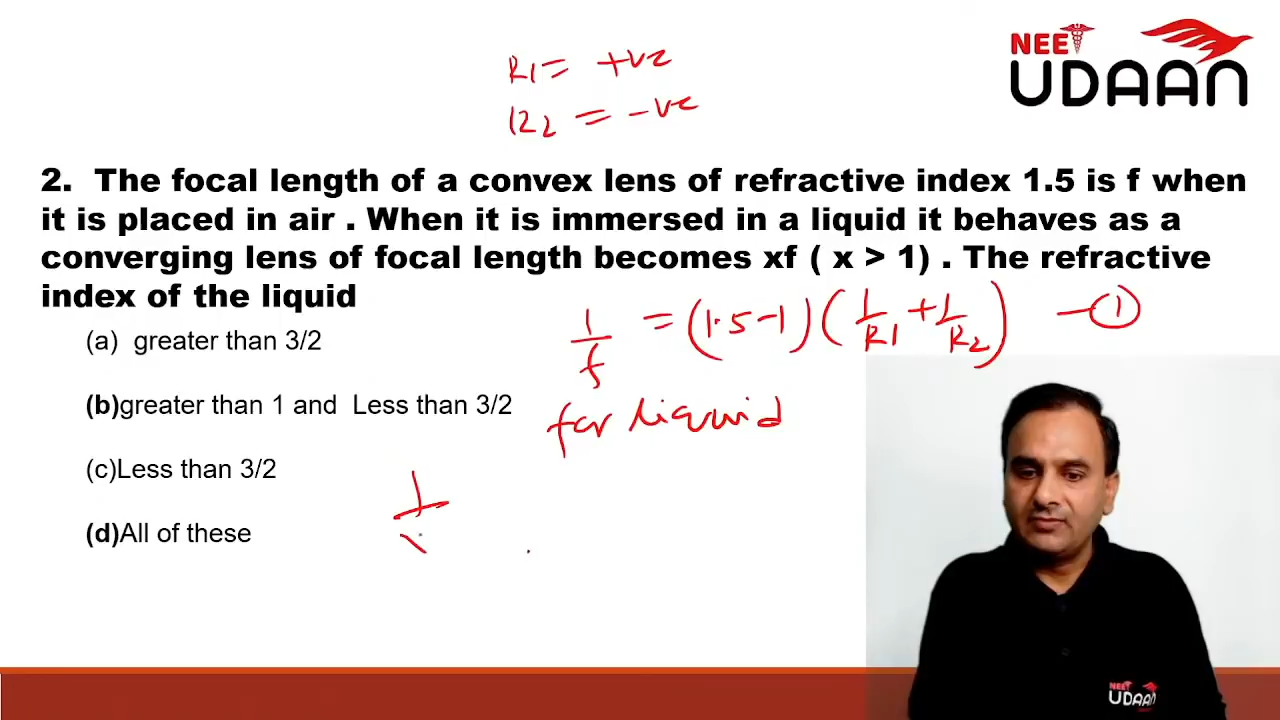 R1 = +ve
R2 = -ve
NEET
UDAAN
2. The focal length of a convex lens of refractive index 1.5 is f when
it is placed in air . When it is immersed in a liquid it behaves as a
converging lens of focal length becomes xf ( x > 1) . The refractive
index of the liquid
(a) greater than 3/2
(b)greater than 1 and Less than 3/2
(c)Less than 3/2
(d)All of these
1/f = (1.5-1) (1/R1 + 1/R2) - 1
for liquid
1
NEET
UDAAN